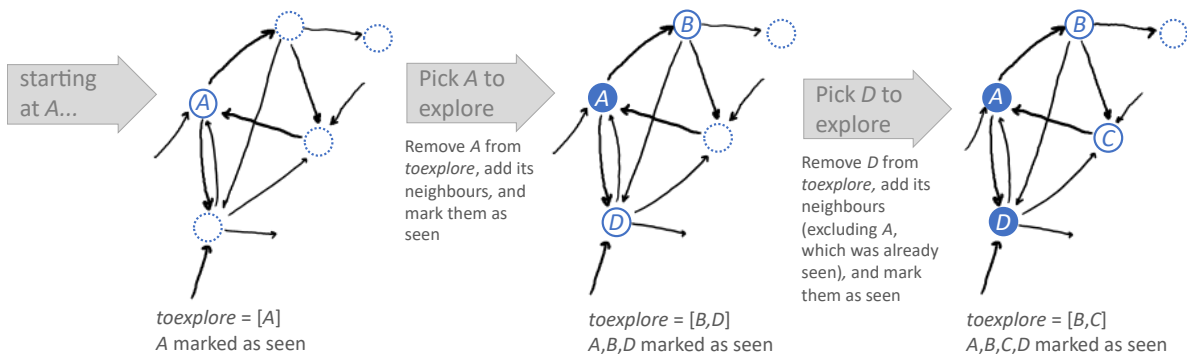 starting
at A...
A
toexplore = [A]
A marked as seen
Pick A to
explore
Remove A from
toexplore, add its
neighbours, and
mark them as
seen
B
A
D
toexplore = [B,D]
A,B,D marked as seen
Pick D to
explore
Remove D from
toexplore, add its
neighbours
(excluding A,
which was already
seen), and mark
them as seen
B
A
C
D
toexplore = [B,C]
A,B,C,D marked as seen